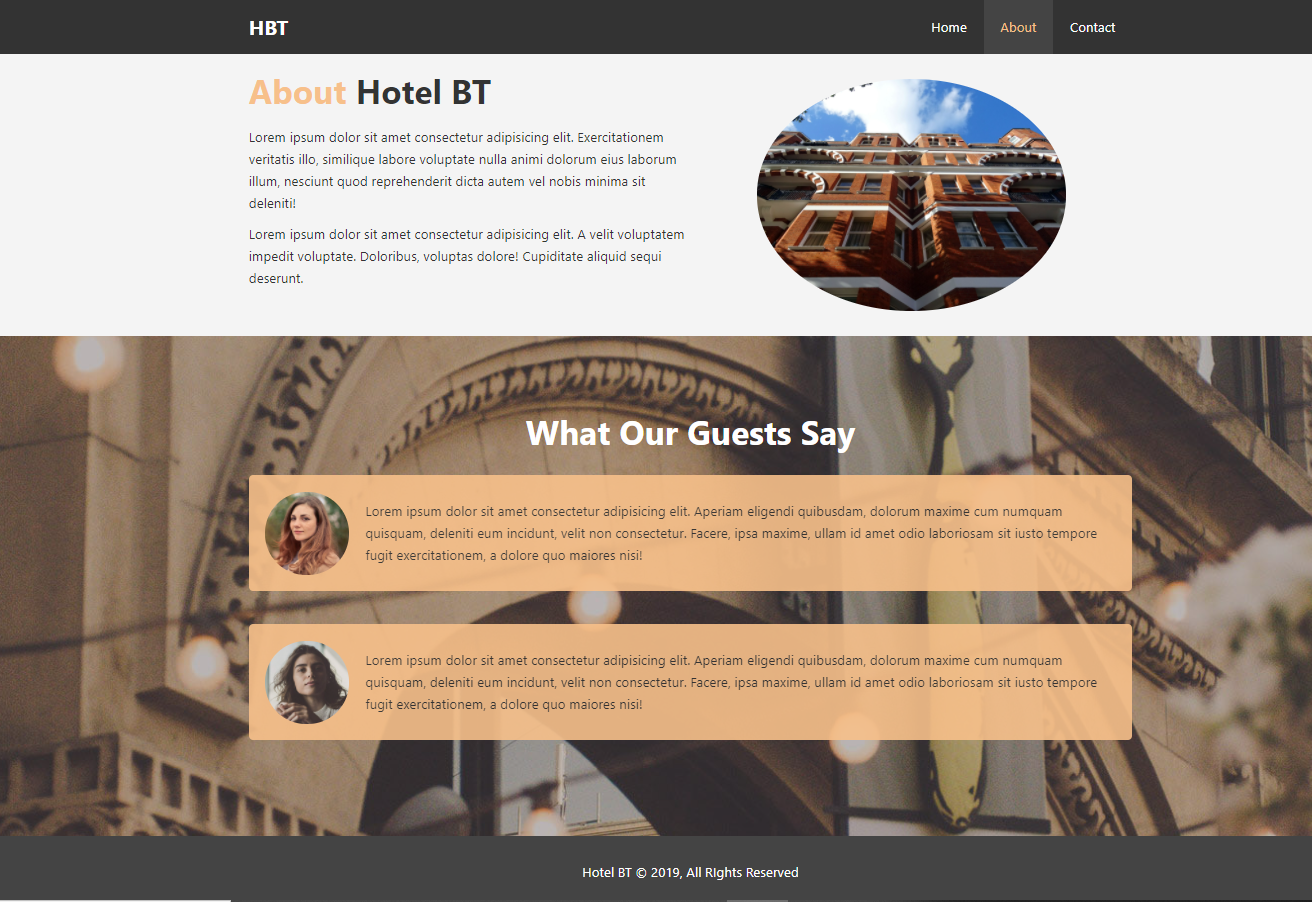 HBT
Home
About
Contact
About Hotel BT
Lorem ipsum dolor sit amet consectetur adipisicing elit. Exercitationem
veritatis illo, similique labore voluptate nulla animi dolorum eius laborum
illum, nesciunt quod reprehenderit dicta autem vel nobis minima sit
deleniti!
Lorem ipsum dolor sit amet consectetur adipisicing elit. A velit voluptatem
impedit voluptate. Doloribus, voluptas dolore! Cupiditate aliquid sequi
deserunt.
What Our Guests Say
Lorem ipsum dolor sit amet consectetur adipisicing elit. Aperiam eligendi quibusdam, dolorum maxime cum numquam
quisquam, deleniti eum incidunt, velit non consectetur. Facere, ipsa maxime, ullam id amet odio laboriosam sit iusto tempore
fugit exercitationem, a dolore quo maiores nisi!
Lorem ipsum dolor sit amet consectetur adipisicing elit. Aperiam eligendi quibusdam, dolorum maxime cum numquam
quisquam, deleniti eum incidunt, velit non consectetur. Facere, ipsa maxime, ullam id amet odio laboriosam sit iusto tempore
fugit exercitationem, a dolore quo maiores nisi!
Hotel BT © 2019, All RIghts Reserved